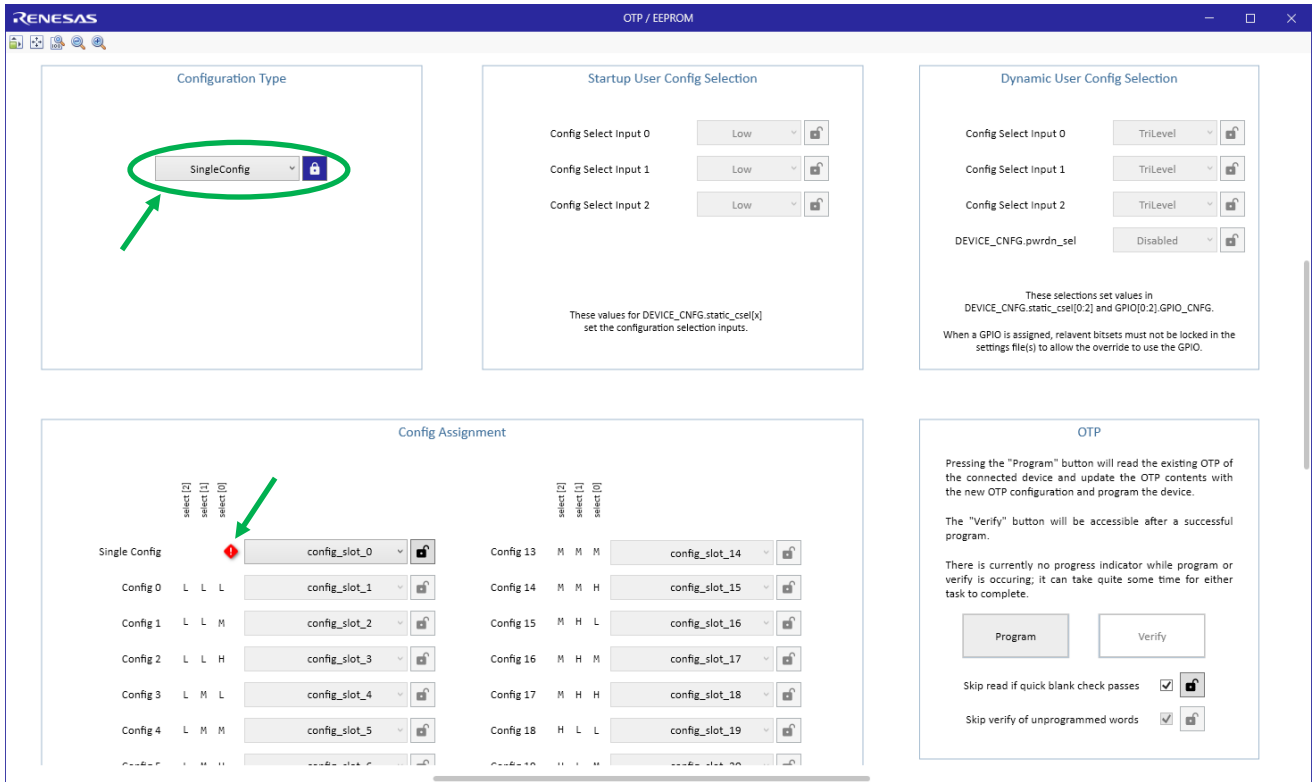 RENESAS
OTP / EEPROM
Configuration Type
SingleConfig
Startup User Config Selection
Config Select Input 0 Low
Config Select Input 1 Low
Config Select Input 2 Low
These values for DEVICE_CNFG.static_csel[x]
set the configuration selection inputs.
Dynamic User Config Selection
Config Select Input 0 TriLevel
Config Select Input 1 TriLevel
Config Select Input 2 TriLevel
DEVICE_CNFG.pwrdn_sel Disabled
These selections set values in
DEVICE_CNFG.static_csel[0:2] and GPIO[0:2].GPIO_CNFG.
When a GPIO is assigned, relavent bitsets must not be locked in the
settings file(s) to allow the override to use the GPIO.
Config Assignment
select [2] select [1] select [0]
Single Config config_slot_0
Config 0 L L L config_slot_1
Config 1 L L M config_slot_2
Config 2 L L H config_slot_3
Config 3 L M L config_slot_4
Config 4 L M M config_slot_5
select [2] select [1] select [0]
Config 13 M M M config_slot_14
Config 14 M M H config_slot_15
Config 15 M H L config_slot_16
Config 16 M H M config_slot_17
Config 17 M H H config_slot_18
Config 18 H L L config_slot_19
OTP
Pressing the "Program" button will read the existing OTP of
the connected device and update the OTP contents with
the new OTP configuration and program the device.
The "Verify" button will be accessible after a successful
program.
There is currently no progress indicator while program or
verify is occuring; it can take quite some time for either
task to complete.
Program Verify
Skip read if quick blank check passes
Skip verify of unprogrammed words